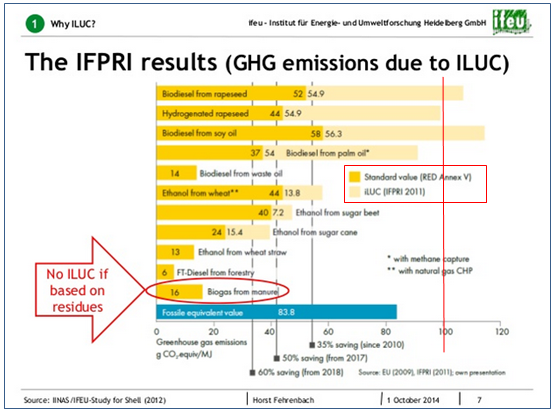 1 Why ILUC?
ifeu - Institut für Energie- und Umweltforschung Heidelberg GmbH
ifeu
The IFPRI results (GHG emissions due to ILUC)
Biodiesel from rapeseed 52 54.9
Hydrogenated rapeseed 44 54.9
Biodiesel from soy oil 58 56.3
37 54 Biodiesel from palm oil*
14 Biodiesel from waste oil
Standard value (RED Annex V)
Ethanol from wheat** 44 13.8
iLUC (IFPRI 2011)
40 7.2 Ethanol from sugar beet
24 15.4 Ethanol from sugar cane
13 Ethanol from wheat straw
* with methane capture
6 FT-Diesel from forestry
** with natural gas CHP
No ILUC if
based on
residues
16 Biogas from manure
Fossile equivalent value 83.8
0 20 40 60 80 100 120
Greenhouse gas emissions
g CO₂equiv/MJ
35% saving (since 2010)
50% saving (from 2017)
60% saving (from 2018)
Source: EU (2009), IFPRI (2011); own presentation
Source: IINAS/IFEU-Study for Shell (2012)
Horst Fehrenbach
1 October 2014
7